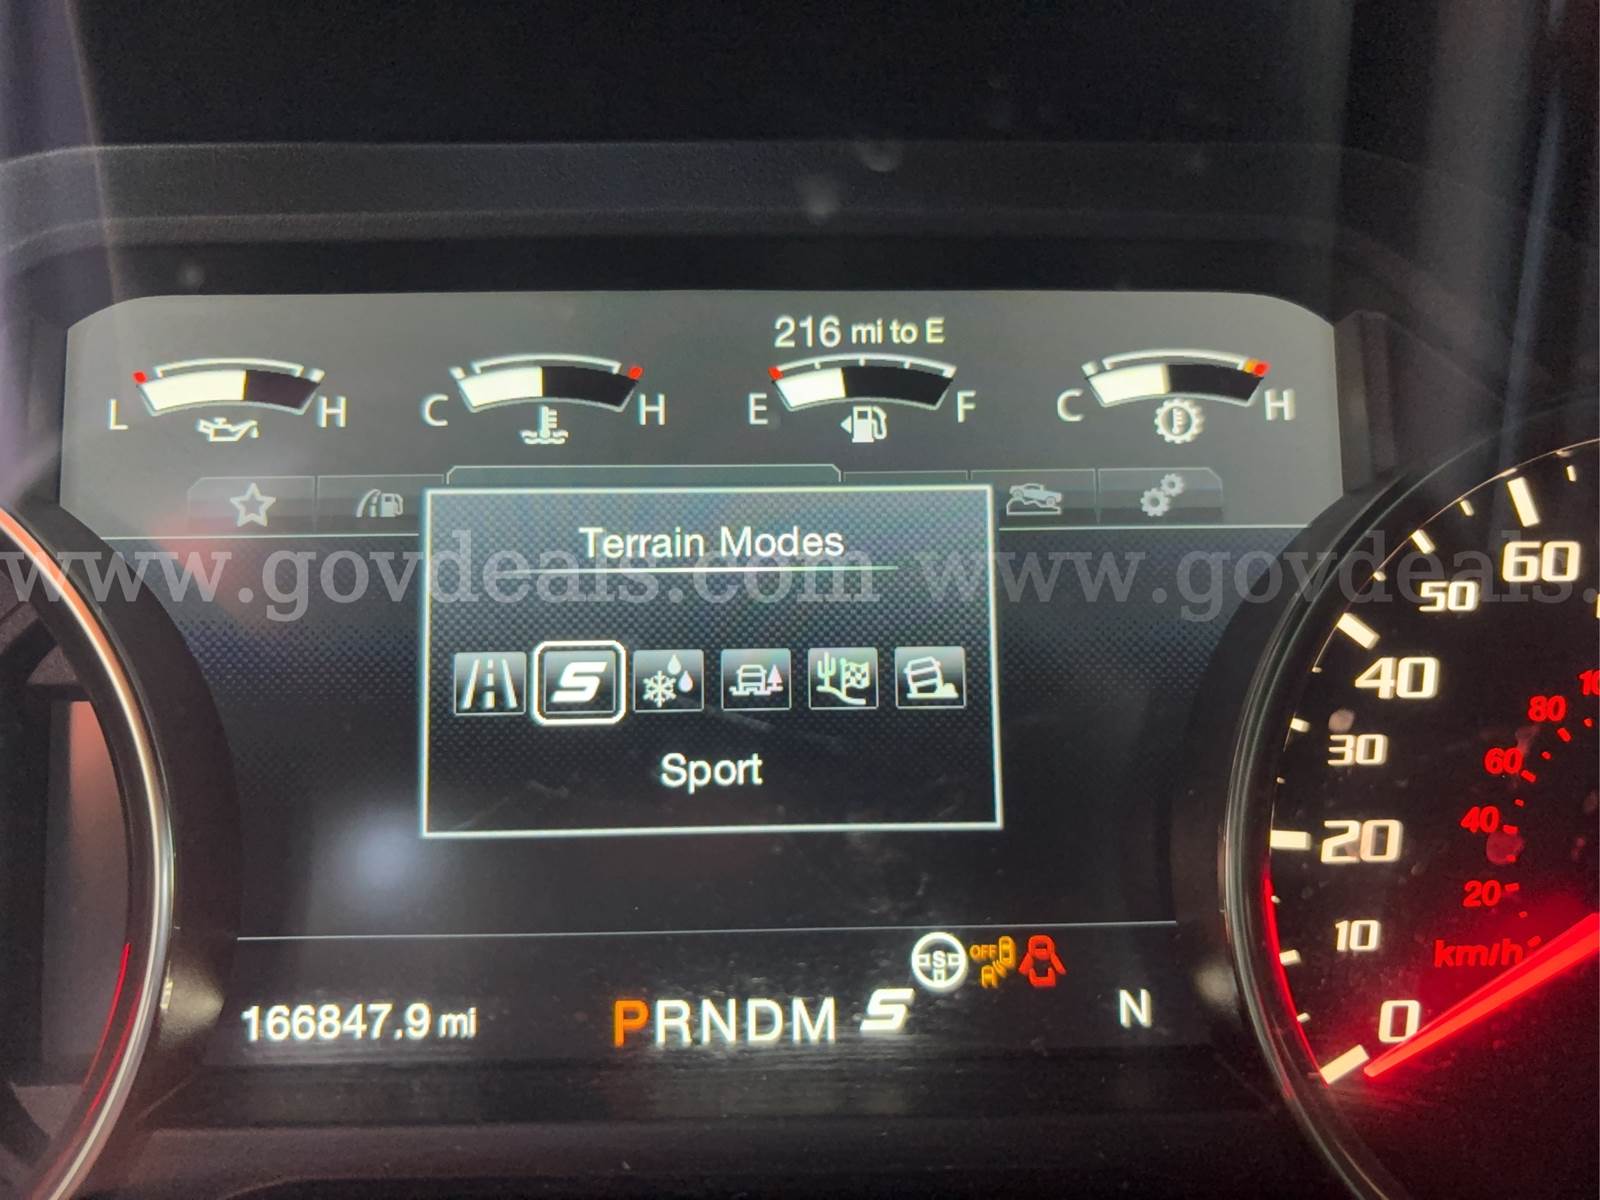 216 mi to E
L H C H E F C H
Terrain Modes
www.govdeals.com www.govdeals.
S
Sport
60
50
40
30
20
10
0
80
60
40
20
km/h
S OFF
166847.9 mi PRNDM S N